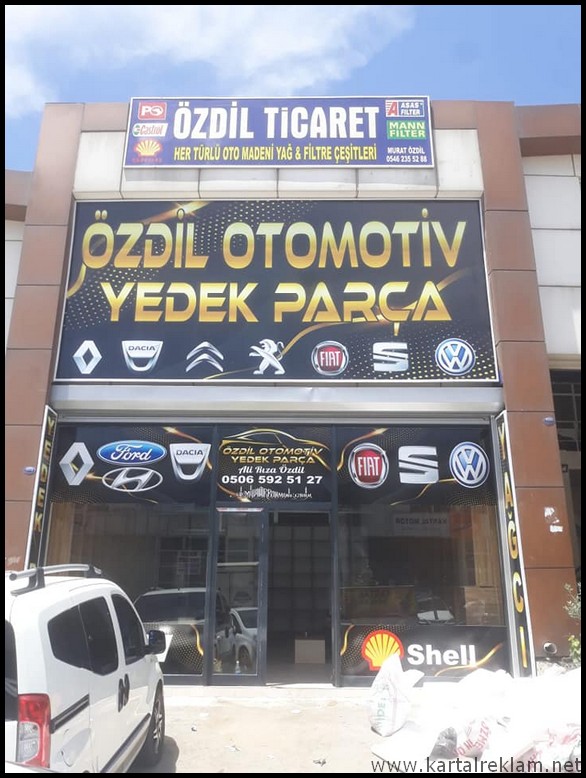 PO
Castrol
ÖZDİL TİCARET
ASAS
FILTER
MANN
FILTER
HER TÜRLÜ OTO MADENİ YAĞ & FİLTRE ÇEŞİTLERİ
MURAT ÖZDİL
0546 235 52 88
ÖZDİL OTOMOTİV
YEDEK PARÇA
DACIA
FIAT
Ford
DACIA
ÖZDİL OTOMOTİV
YEDEK PARÇA
Ali Rıza Özdil
0506 592 51 27
FIAT
YEDEK
YAĞCI
Shell
www.kartalreklam.net